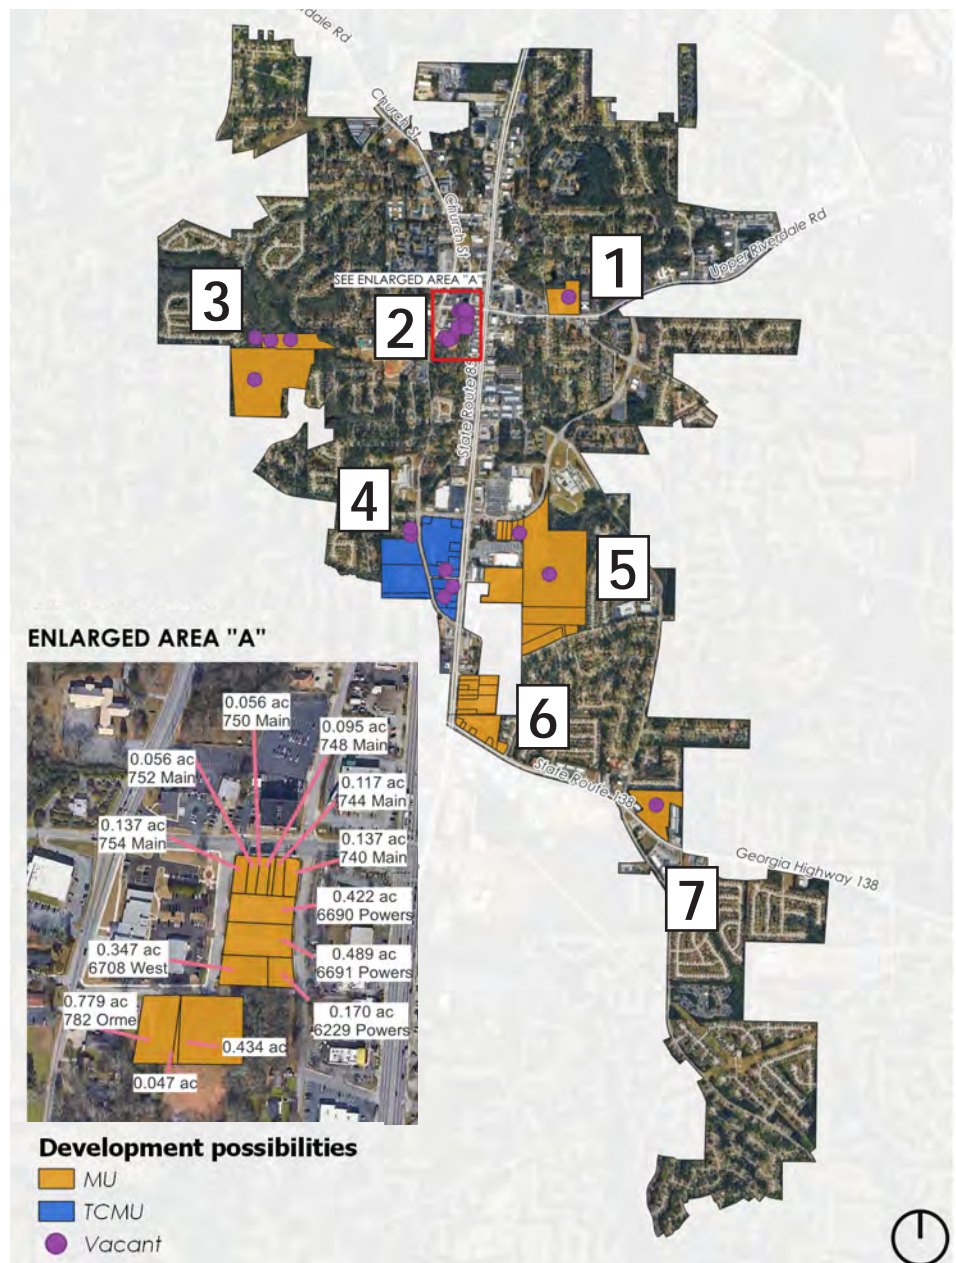 dale Rd
Church St
Church St
Upper Riverdale Rd
SEE ENLARGED AREA "A"
1
2
3
State Route 85
4
5
6
State Route 138
Georgia Highway 138
7
ENLARGED AREA "A"
0.056 ac
750 Main
0.095 ac
748 Main
0.056 ac
752 Main
0.117 ac
744 Main
0.137 ac
754 Main
0.137 ac
740 Main
0.422 ac
6690 Powers
0.347 ac
6708 West
0.489 ac
6691 Powers
0.779 ac
782 Orme
0.170 ac
6229 Powers
0.434 ac
0.047 ac
Development possibilities
MU
TCMU
Vacant